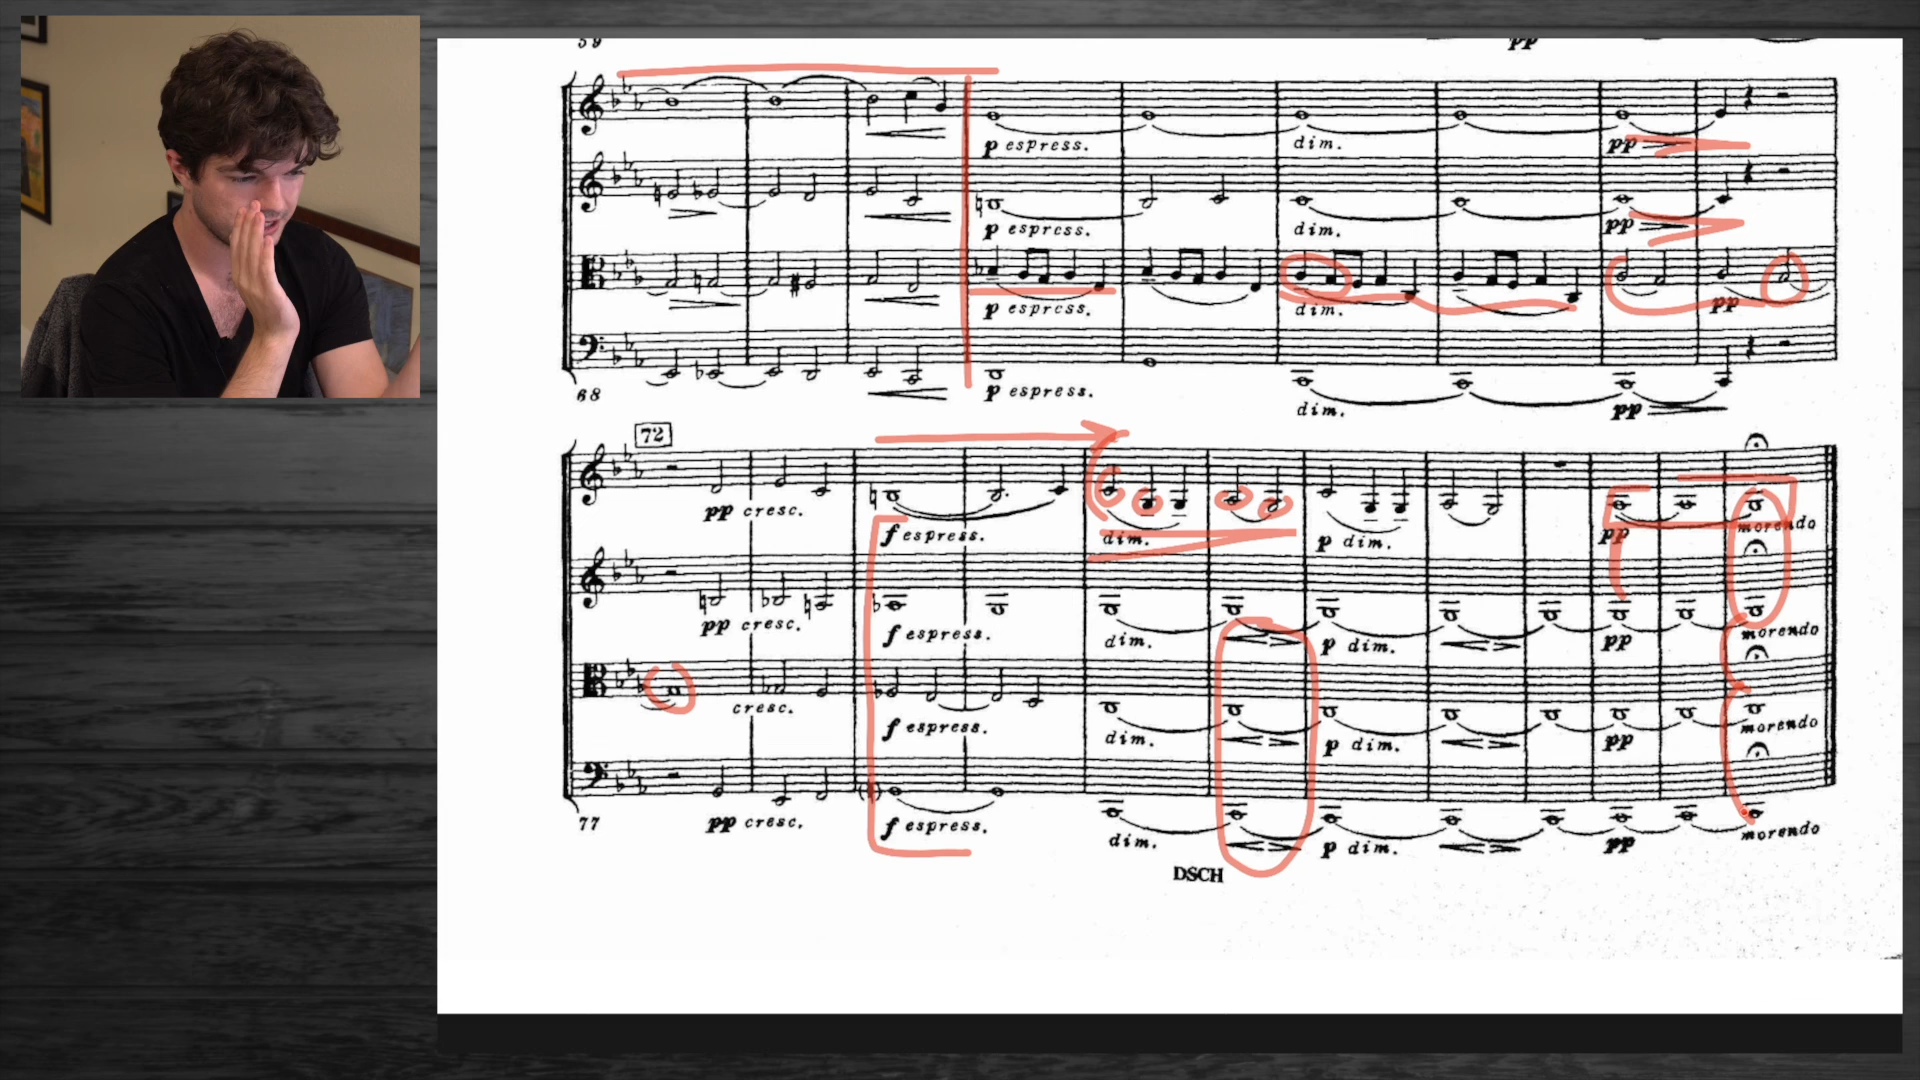 59 pp
p espress. dim. pp
p espress. dim. pp
p espress. dim. pp
68 p espress. dim. pp
72
pp cresc. f espress. dim. p dim. pp morendo
pp cresc. f espress. dim. p dim. pp morendo
cresc. f espress. dim. p dim. pp morendo
77 pp cresc. f espress. dim. p dim. pp morendo
DSCH